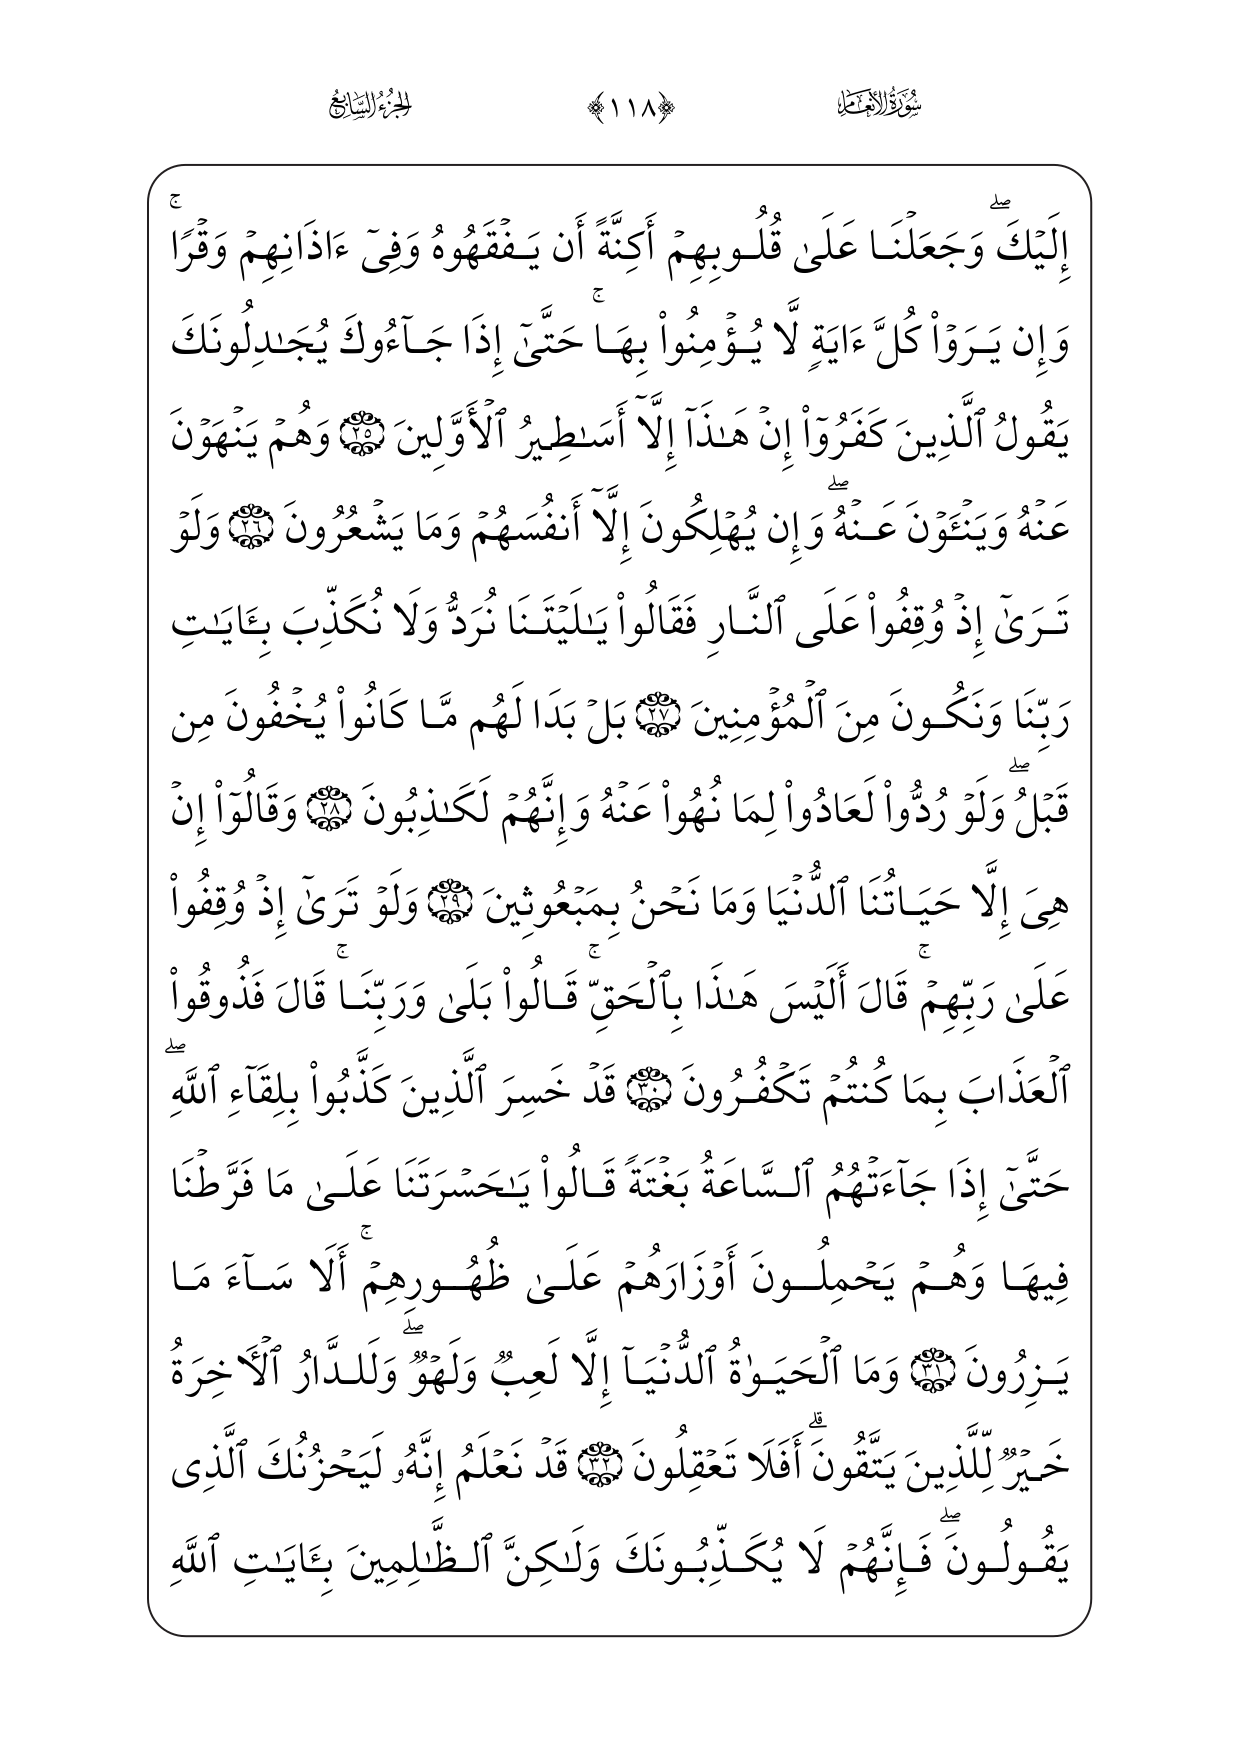 سُورَةُ الأَنْعَامِ ﴿١١٨﴾ الجُزْءُ السَّابِعُ
إِلَيۡكَۖ وَجَعَلۡنَا عَلَىٰ قُلُوبِهِمۡ أَكِنَّةً أَن يَفۡقَهُوهُ وَفِىٓ ءَاذَانِهِمۡ وَقۡرًاۚ
وَإِن يَرَوۡاْ كُلَّ ءَايَةٍ لَّا يُؤۡمِنُواْ بِهَاۚ حَتَّىٰٓ إِذَا جَآءُوكَ يُجَٰدِلُونَكَ
يَقُولُ ٱلَّذِينَ كَفَرُوٓاْ إِنۡ هَٰذَآ إِلَّآ أَسَٰطِيرُ ٱلۡأَوَّلِينَ ٢٥ وَهُمۡ يَنۡهَوۡنَ
عَنۡهُ وَيَنۡـَٔوۡنَ عَنۡهُۖ وَإِن يُهۡلِكُونَ إِلَّآ أَنفُسَهُمۡ وَمَا يَشۡعُرُونَ ٢٦ وَلَوۡ
تَرَىٰٓ إِذۡ وُقِفُواْ عَلَى ٱلنَّارِ فَقَالُواْ يَٰلَيۡتَنَا نُرَدُّ وَلَا نُكَذِّبَ بِـَٔايَٰتِ
رَبِّنَا وَنَكُونَ مِنَ ٱلۡمُؤۡمِنِينَ ٢٧ بَلۡ بَدَا لَهُم مَّا كَانُواْ يُخۡفُونَ مِن
قَبۡلُۖ وَلَوۡ رُدُّواْ لَعَادُواْ لِمَا نُهُواْ عَنۡهُ وَإِنَّهُمۡ لَكَٰذِبُونَ ٢٨ وَقَالُوٓاْ إِنۡ
هِىَ إِلَّا حَيَاتُنَا ٱلدُّنۡيَا وَمَا نَحۡنُ بِمَبۡعُوثِينَ ٢٩ وَلَوۡ تَرَىٰٓ إِذۡ وُقِفُواْ
عَلَىٰ رَبِّهِمۡۚ قَالَ أَلَيۡسَ هَٰذَا بِٱلۡحَقِّۚ قَالُواْ بَلَىٰ وَرَبِّنَاۚ قَالَ فَذُوقُواْ
ٱلۡعَذَابَ بِمَا كُنتُمۡ تَكۡفُرُونَ ٣٠ قَدۡ خَسِرَ ٱلَّذِينَ كَذَّبُواْ بِلِقَآءِ ٱللَّهِۖ
حَتَّىٰٓ إِذَا جَآءَتۡهُمُ ٱلسَّاعَةُ بَغۡتَةً قَالُواْ يَٰحَسۡرَتَنَا عَلَىٰ مَا فَرَّطۡنَا
فِيهَا وَهُمۡ يَحۡمِلُونَ أَوۡزَارَهُمۡ عَلَىٰ ظُهُورِهِمۡۚ أَلَا سَآءَ مَا
يَزِرُونَ ٣١ وَمَا ٱلۡحَيَوٰةُ ٱلدُّنۡيَآ إِلَّا لَعِبٌ وَلَهۡوٌۖ وَلَلدَّارُ ٱلۡأٓخِرَةُ
خَيۡرٌ لِّلَّذِينَ يَتَّقُونَۗ أَفَلَا تَعۡقِلُونَ ٣٢ قَدۡ نَعۡلَمُ إِنَّهُۥ لَيَحۡزُنُكَ ٱلَّذِى
يَقُولُونَۖ فَإِنَّهُمۡ لَا يُكَذِّبُونَكَ وَلَٰكِنَّ ٱلظَّٰلِمِينَ بِـَٔايَٰتِ ٱللَّهِ